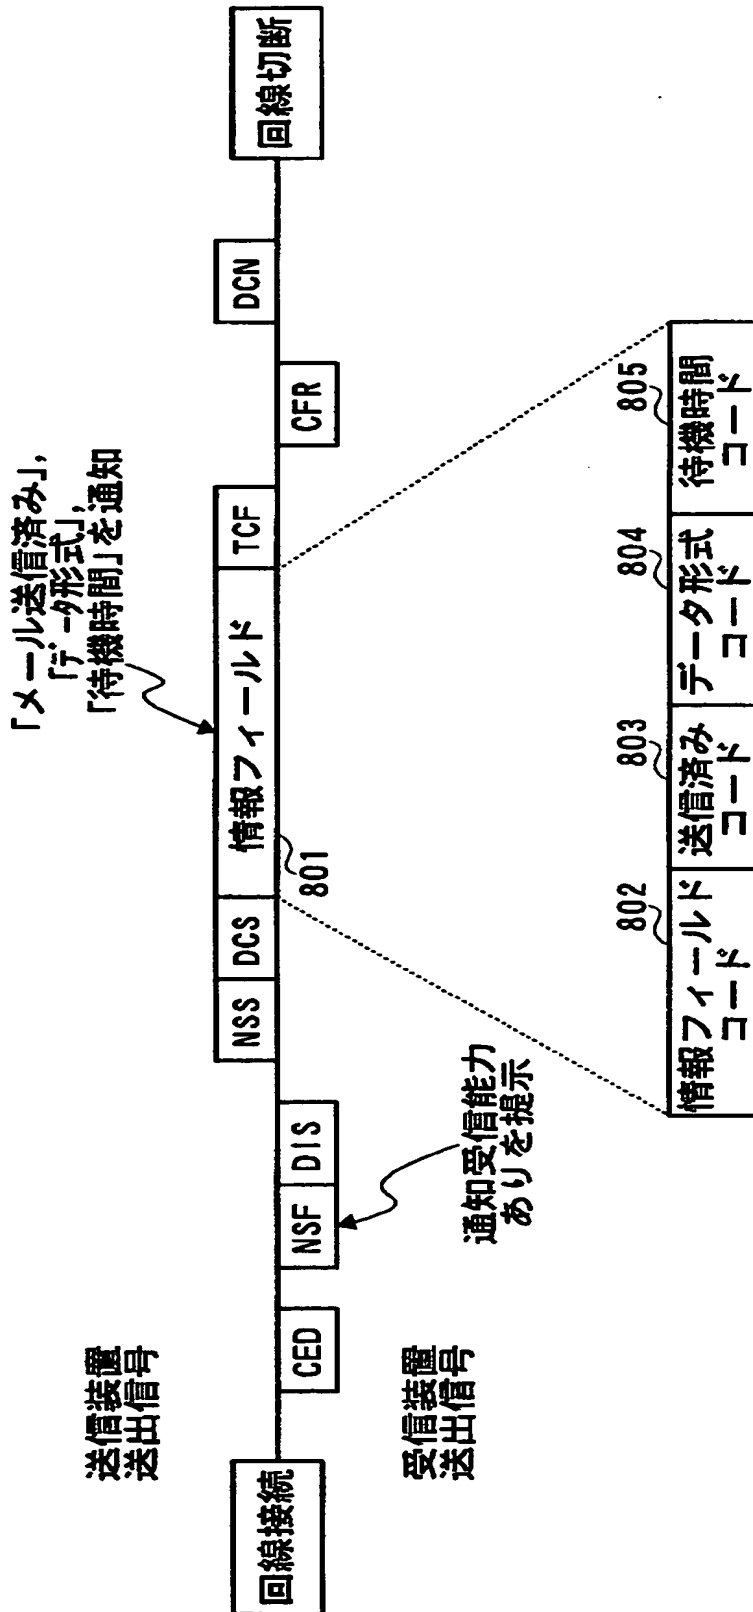 「メール送信済み」,
「データ形式」,
「待機時間」を通知
送信装置
送出信号
回線接続
CED
NSF
DIS
NSS
DCS
情報フィールド
TCF
CFR
DCN
回線切断
801
受信装置
送出信号
通知受信能力
ありを提示
802
803
804
805
情報フィールド
コード
送信済み
コード
データ形式
コード
待機時間
コード